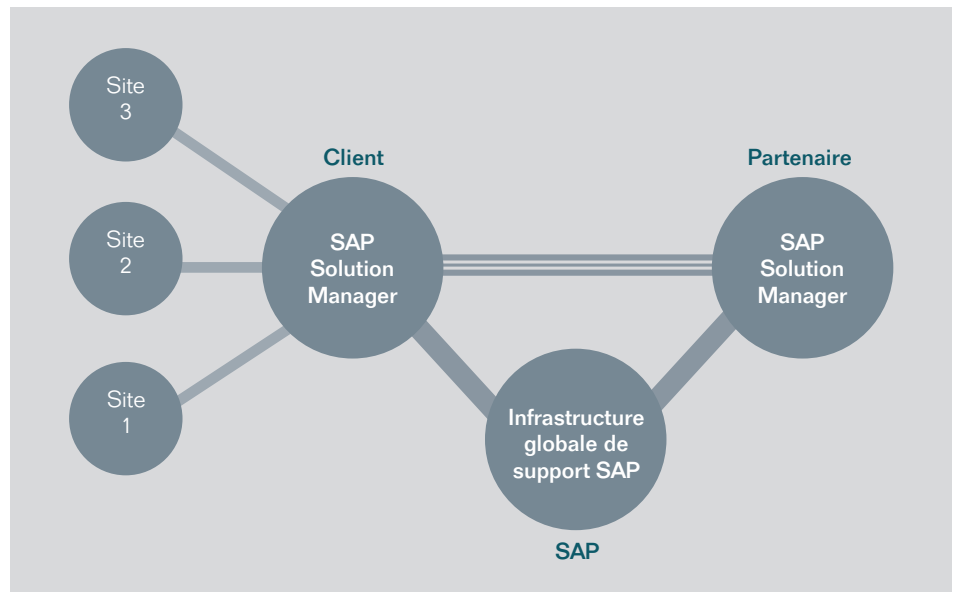 Site
3
Site
2
Site
1
Client
SAP
Solution
Manager
Partenaire
SAP
Solution
Manager
Infrastructure
globale de
support SAP
SAP